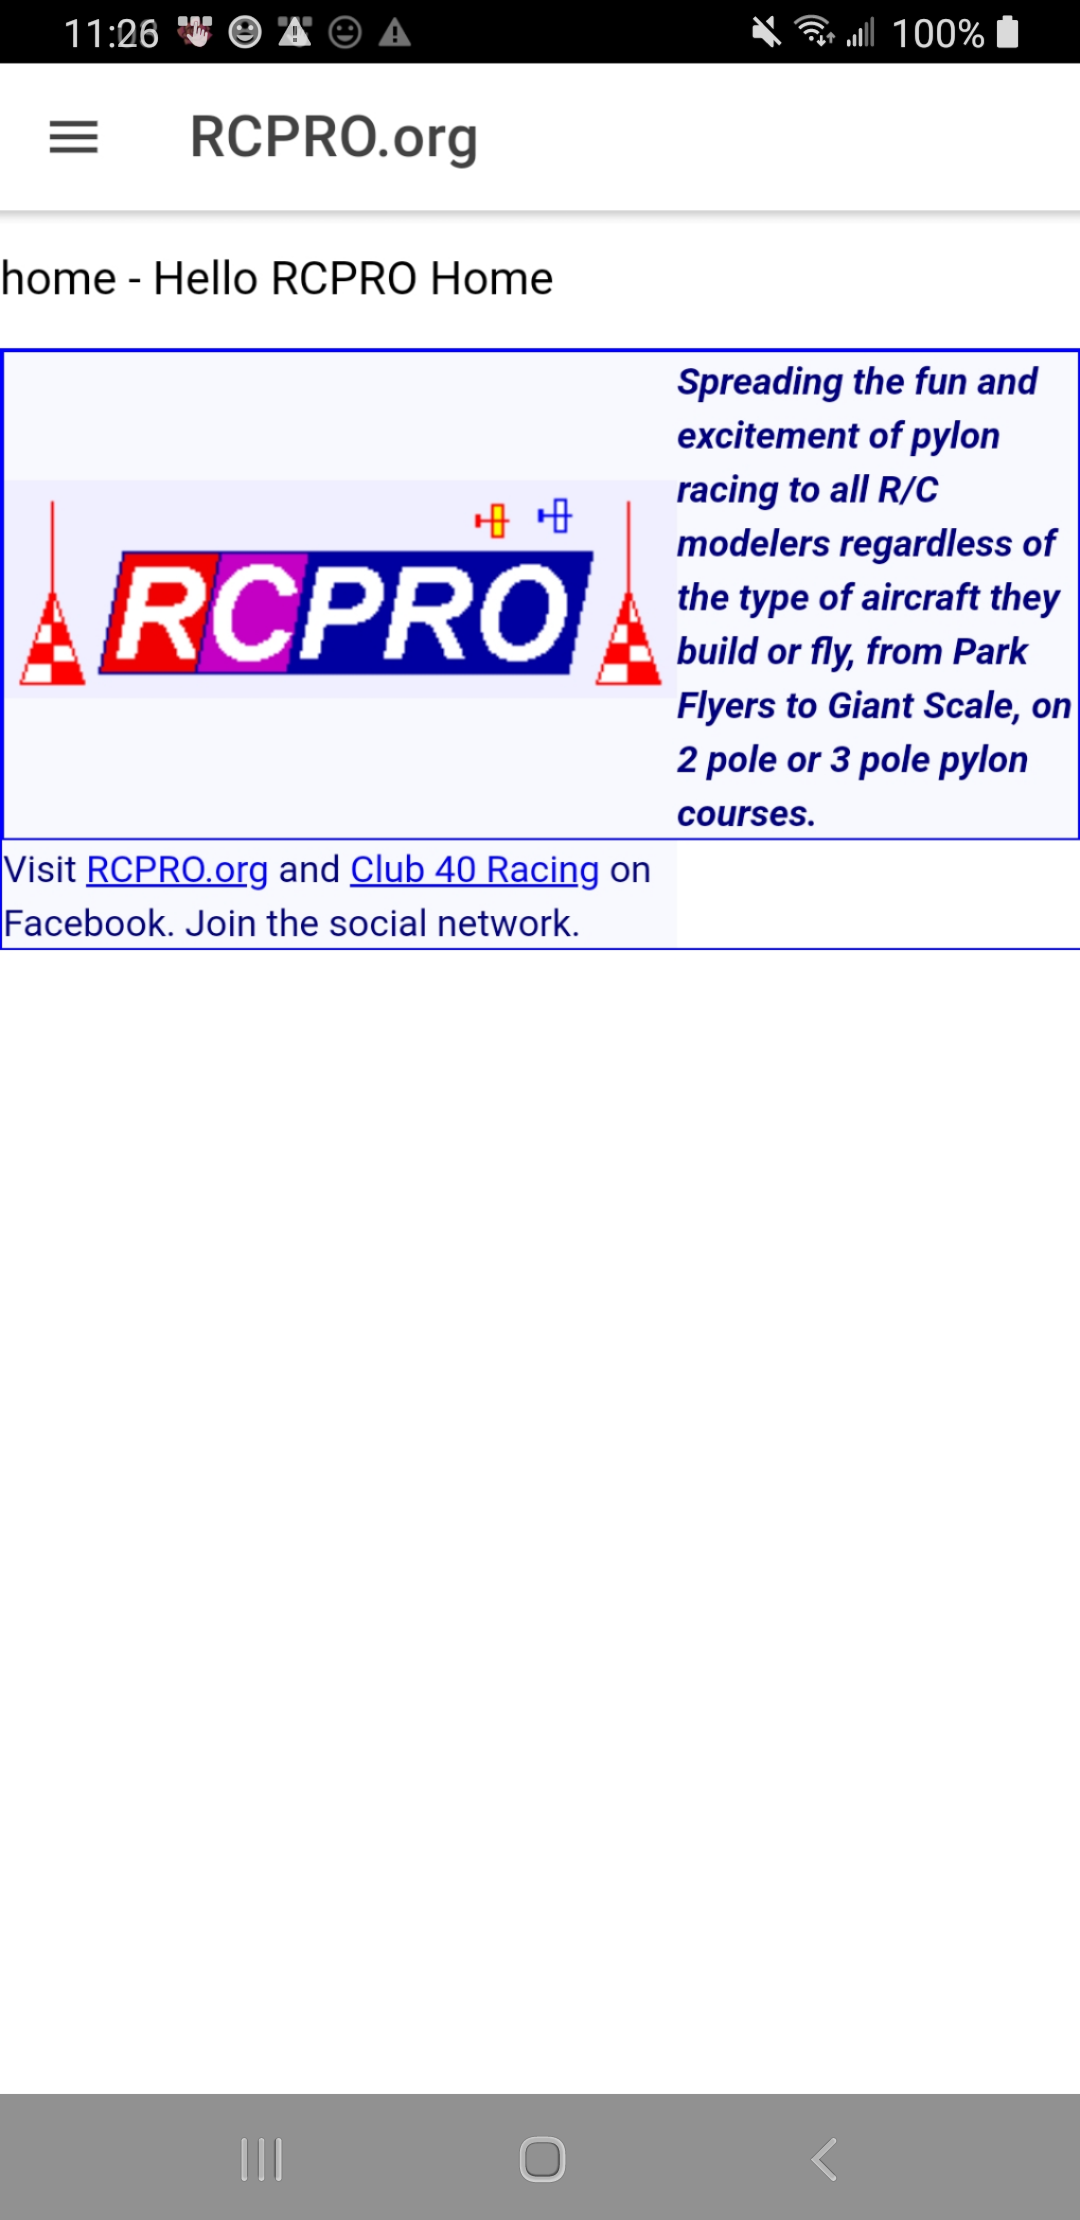 11:26
100%
RCPRO.org
home - Hello RCPRO Home
RCPRO
Spreading the fun and
excitement of pylon
racing to all R/C
modelers regardless of
the type of aircraft they
build or fly, from Park
Flyers to Giant Scale, on
2 pole or 3 pole pylon
courses.
Visit RCPRO.org and Club 40 Racing on
Facebook. Join the social network.